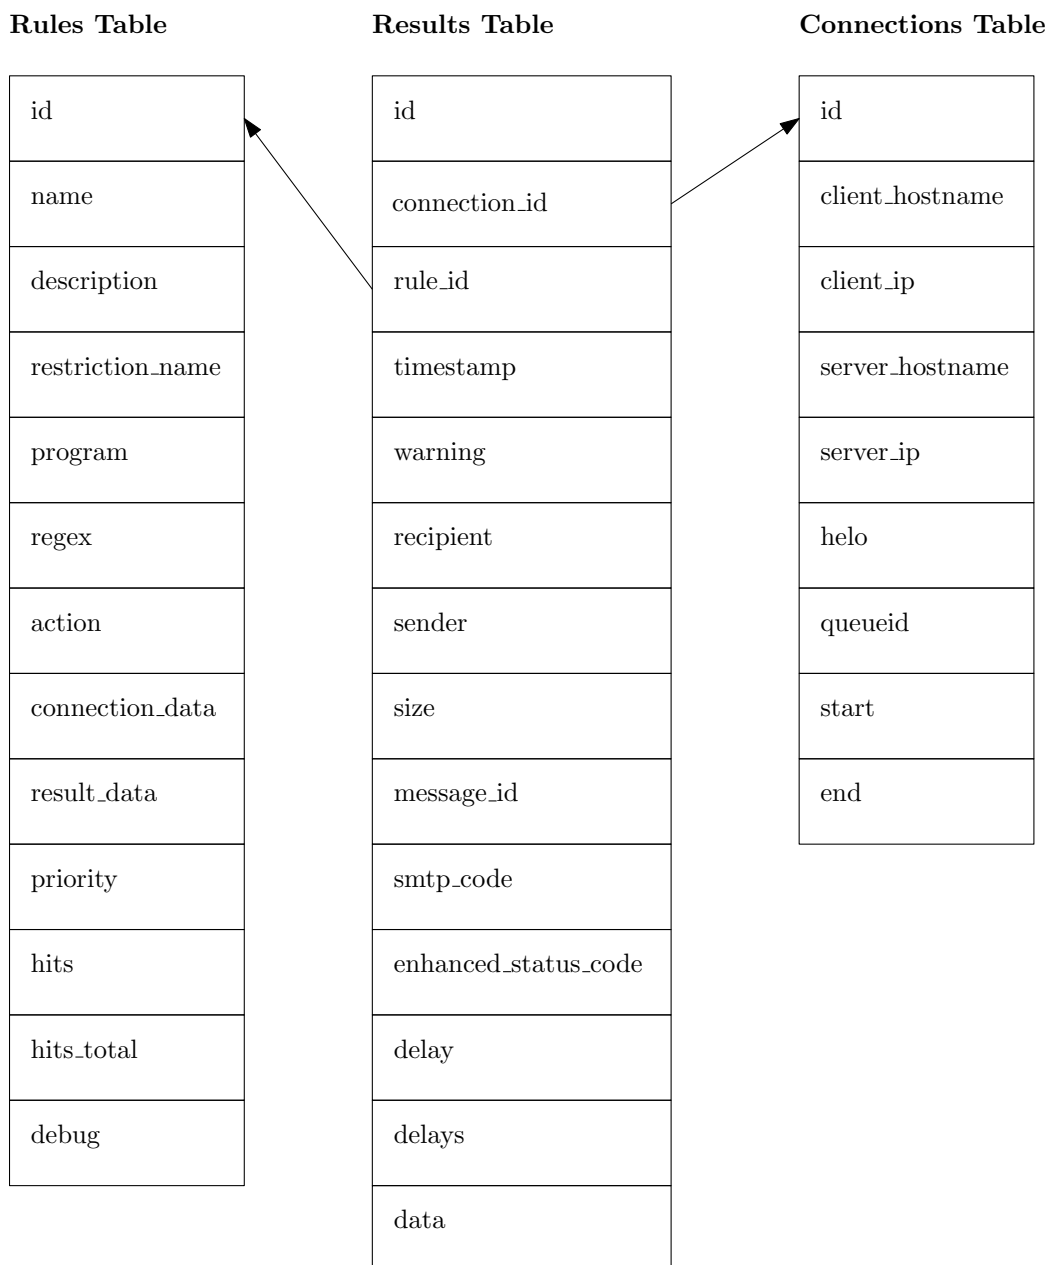 Rules Table
id
name
description
restriction_name
program
regex
action
connection_data
result_data
priority
hits
hits_total
debug
Results Table
id
connection_id
rule_id
timestamp
warning
recipient
sender
size
message_id
smtp_code
enhanced_status_code
delay
delays
data
Connections Table
id
client_hostname
client_ip
server_hostname
server_ip
helo
queueid
start
end